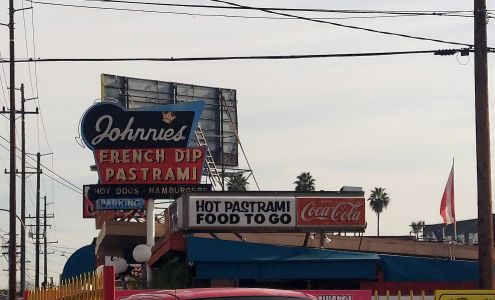 Johnnies
FRENCH DIP
PASTRAMI
HOT DOGS - HAMBURGERS
PARKING
HOT PASTRAMI
FOOD TO GO
Coca-Cola